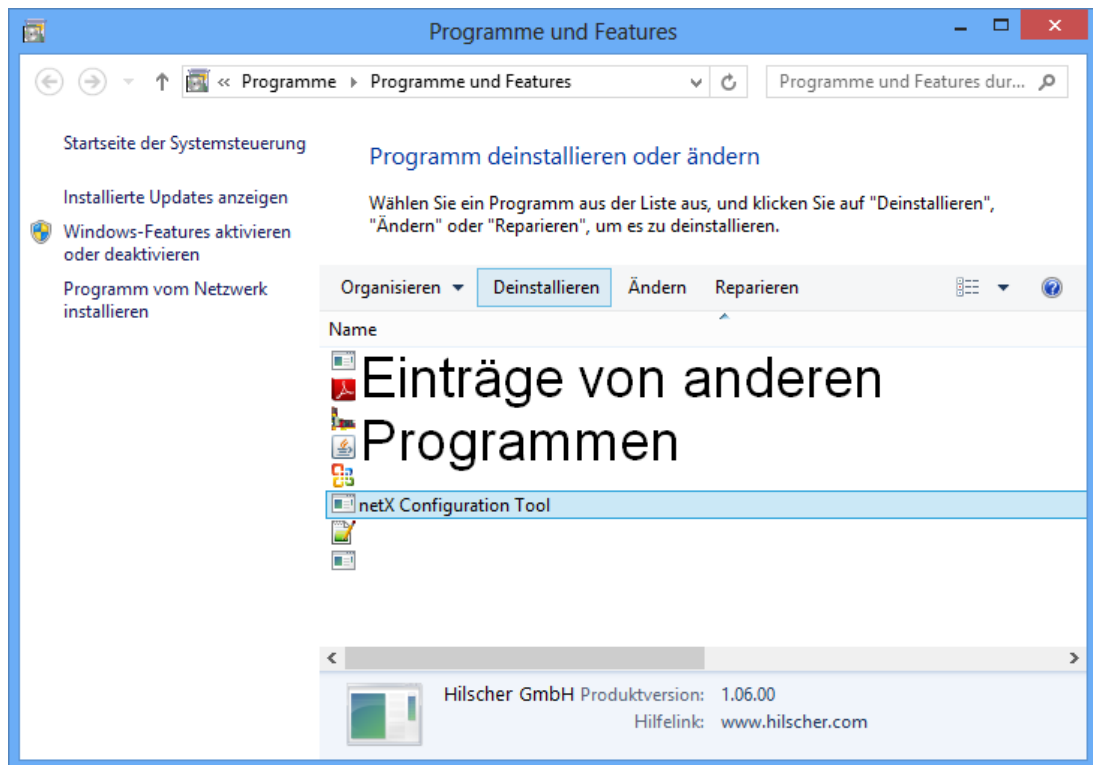 Programme und Features
« Programme Programme und Features
Programme und Features dur...
Startseite der Systemsteuerung
Installierte Updates anzeigen
Windows-Features aktivieren
oder deaktivieren
Programm vom Netzwerk
installieren
Programm deinstallieren oder ändern
Wählen Sie ein Programm aus der Liste aus, und klicken Sie auf "Deinstallieren",
"Ändern" oder "Reparieren", um es zu deinstallieren.
Organisieren Deinstallieren Ändern Reparieren
Name
Einträge von anderen
Programmen
netX Configuration Tool
Hilscher GmbH Produktversion: 1.06.00
Hilfelink: www.hilscher.com